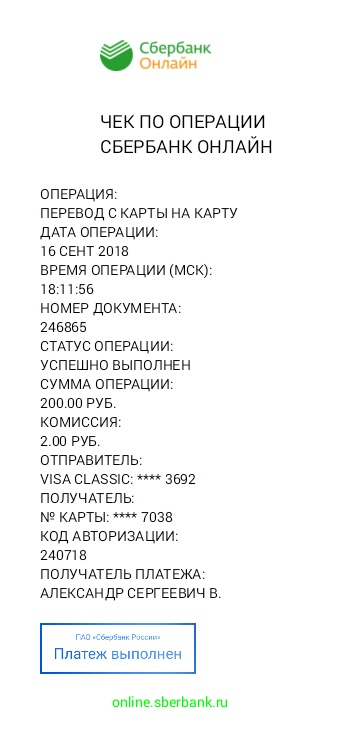 Сбербанк
Онлайн
ЧЕК ПО ОПЕРАЦИИ
СБЕРБАНК ОНЛАЙН
ОПЕРАЦИЯ:
ПЕРЕВОД С КАРТЫ НА КАРТУ
ДАТА ОПЕРАЦИИ:
16 СЕНТ 2018
ВРЕМЯ ОПЕРАЦИИ (МСК):
18:11:56
НОМЕР ДОКУМЕНТА:
246865
СТАТУС ОПЕРАЦИИ:
УСПЕШНО ВЫПОЛНЕН
СУММА ОПЕРАЦИИ:
200.00 РУБ.
КОМИССИЯ:
2.00 РУБ.
ОТПРАВИТЕЛЬ:
VISA CLASSIC: **** 3692
ПОЛУЧАТЕЛЬ:
№ КАРТЫ: **** 7038
КОД АВТОРИЗАЦИИ:
240718
ПОЛУЧАТЕЛЬ ПЛАТЕЖА:
АЛЕКСАНДР СЕРГЕЕВИЧ В.
ПАО «Сбербанк России»
Платеж выполнен
online.sberbank.ru